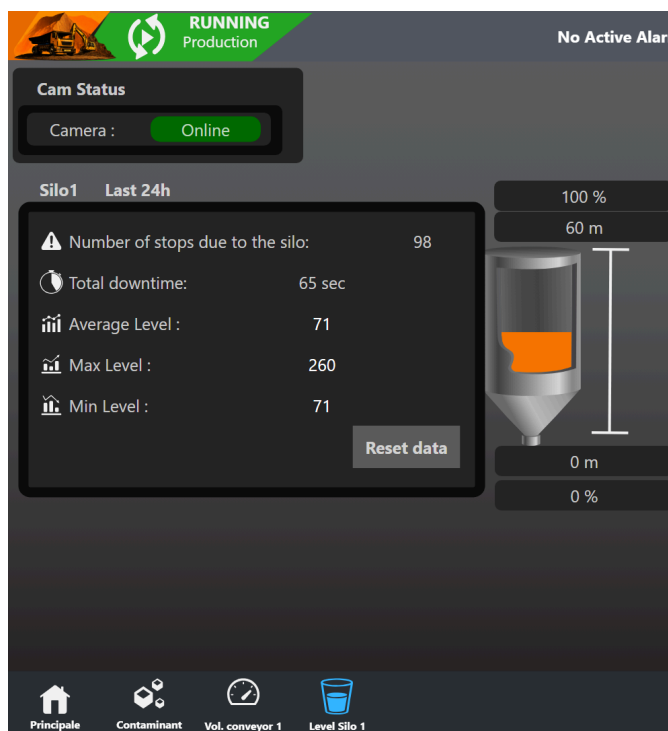 RUNNING
Production
No Active Alar
Cam Status
Camera :
Online
Silo1 Last 24h
Number of stops due to the silo: 98
Total downtime: 65 sec
Average Level : 71
Max Level : 260
Min Level : 71
Reset data
100 %
60 m
0 m
0 %
Principale
Contaminant
Vol. conveyor 1
Level Silo 1